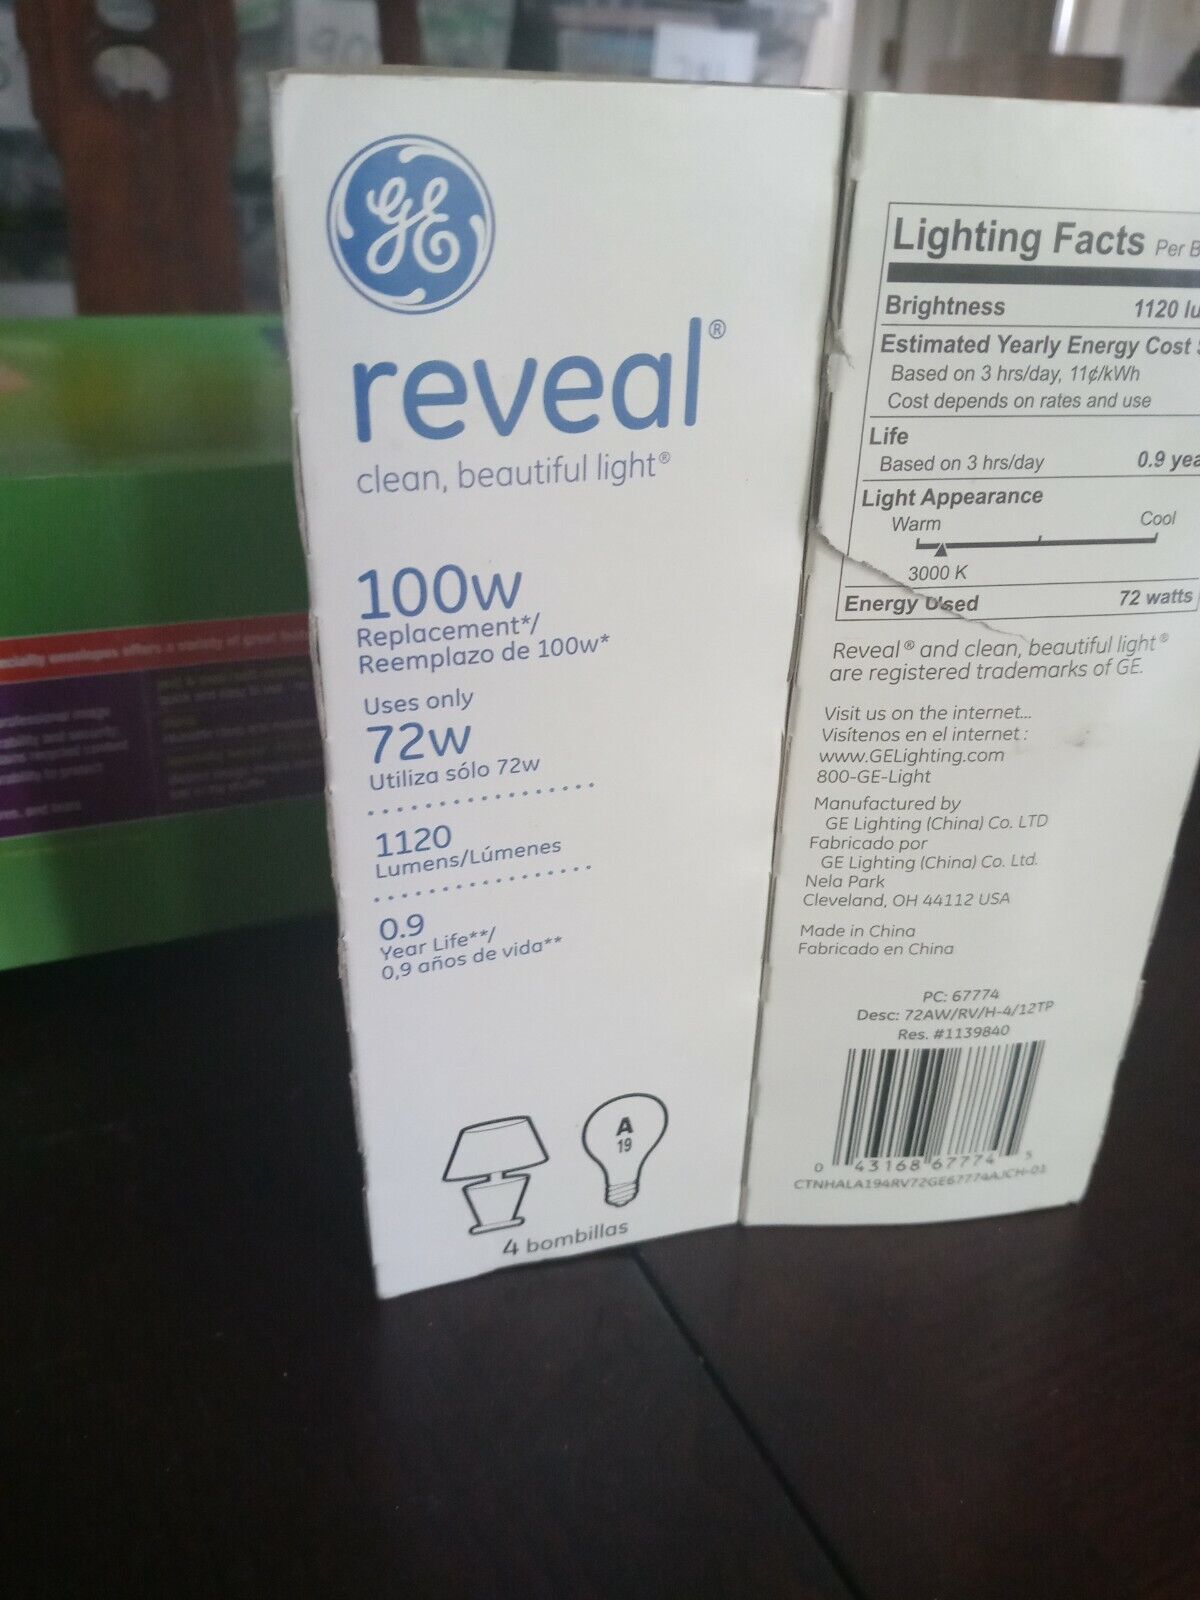 GE
reveal®
clean, beautiful light®
100w
Replacement*/
Reemplazo de 100w*
Uses only
72w
Utiliza sólo 72w
1120
Lumens/Lúmenes
0.9
Year Life**/
0,9 años de vida**
A
19
4 bombillas
Lighting Facts Per
Brightness 1120
Estimated Yearly Energy Cost
Based on 3 hrs/day, 11¢/kWh
Cost depends on rates and use
Life
Based on 3 hrs/day 0.9
Light Appearance
Warm Cool
3000 K
Energy Used 72 watts
Reveal® and clean, beautiful light®
are registered trademarks of GE.
Visit us on the internet...
Visítenos en el internet:
www.GELighting.com
800-GE-Light
Manufactured by
GE Lighting (China) Co. LTD
Fabricado por
GE Lighting (China) Co. Ltd.
Nela Park
Cleveland, OH 44112 USA
Made in China
Fabricado en China
PC: 67774
Desc: 72AW/RV/H-4/12TP
Res. #1139840
0 43168 67774 5
CTNHALA194RV72GE67774AJCH-01